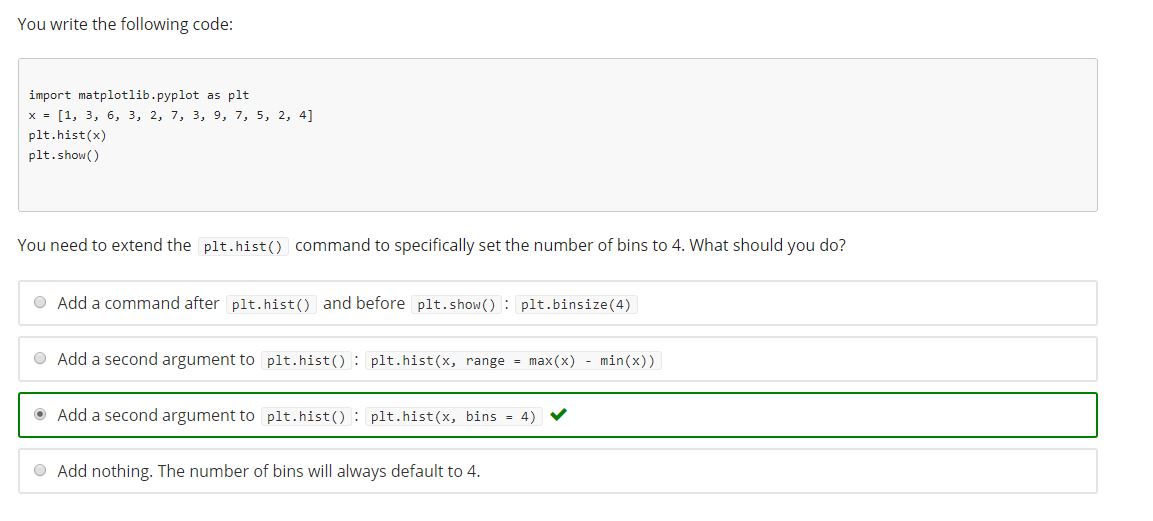 You write the following code:
import matplotlib.pyplot as plt
x = [1, 3, 6, 3, 2, 7, 3, 9, 7, 5, 2, 4]
plt.hist(x)
plt.show()
You need to extend the plt.hist() command to specifically set the number of bins to 4. What should you do?
Add a command after plt.hist() and before plt.show() : plt.binsize(4)
Add a second argument to plt.hist() : plt.hist(x, range = max(x) - min(x))
Add a second argument to plt.hist() : plt.hist(x, bins = 4)
Add nothing. The number of bins will always default to 4.